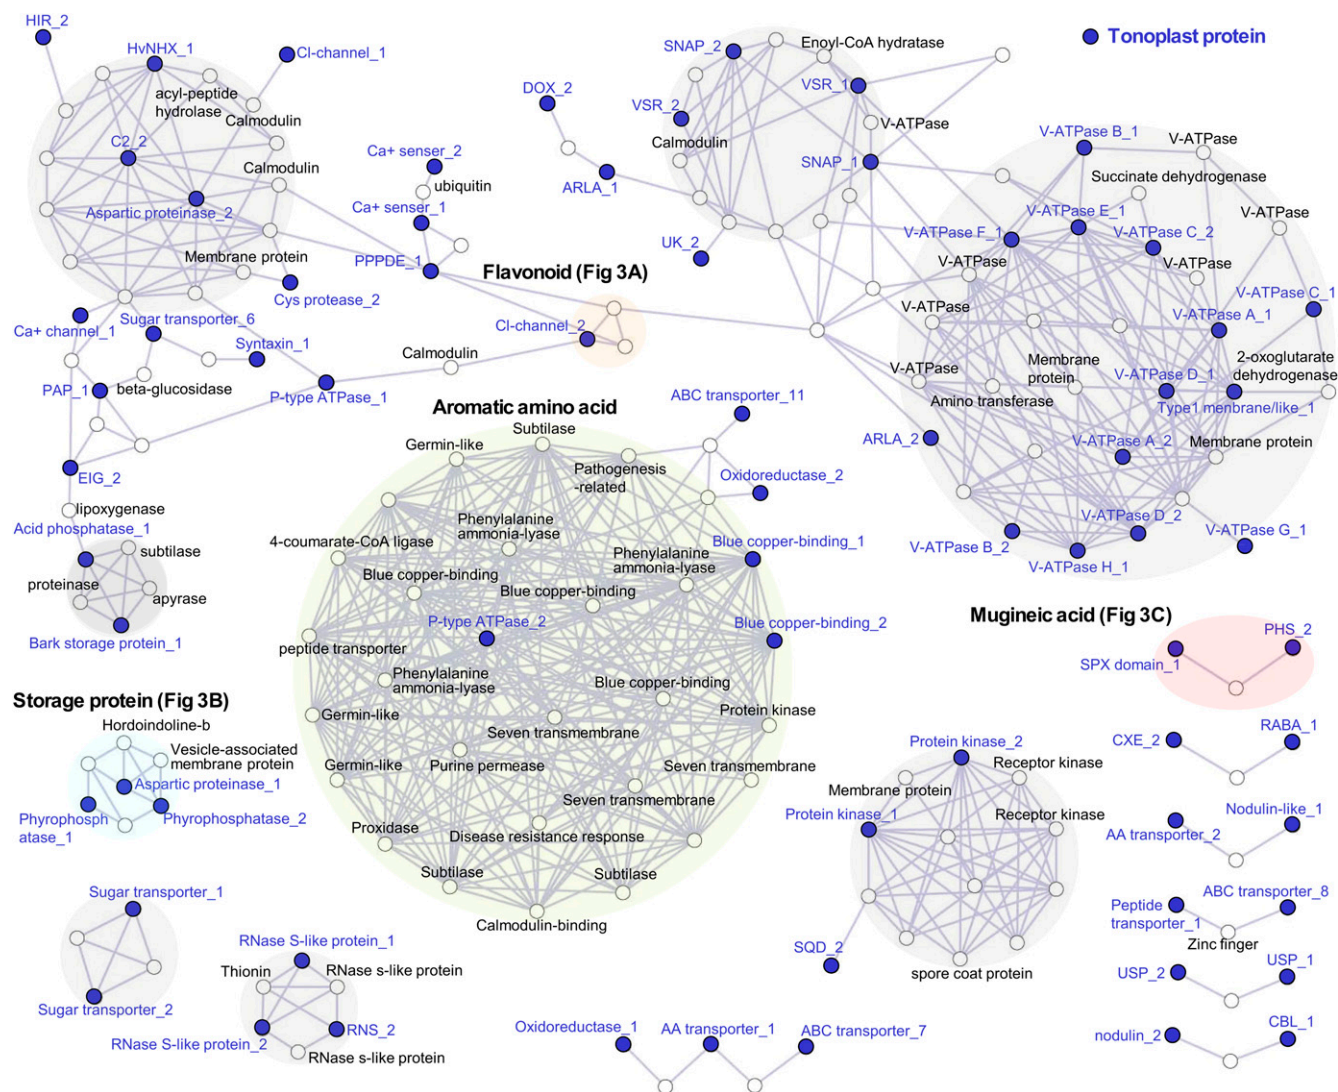 HIR_2
HvNHX_1
Cl-channel_1
acyl-peptide
hydrolase
Calmodulin
C2_2
Calmodulin
Aspartic proteinase_2
Membrane protein
Cys protease_2
Ca+ channel_1
Sugar transporter_6
Syntaxin_1
PAP_1
beta-glucosidase
P-type ATPase_1
EIG_2
lipoxygenase
Acid phosphatase_1
subtilase
proteinase
apyrase
Bark storage protein_1
Ca+ senser_2
ubiquitin
Ca+ senser_1
PPPDE_1
Flavonoid (Fig 3A)
Cl-channel_2
Calmodulin
DOX_2
ARLA_1
SNAP_2
Enoyl-CoA hydratase
VSR_1
VSR_2
V-ATPase
Calmodulin
SNAP_1
UK_2
Tonoplast protein
V-ATPase B_1
V-ATPase
Succinate dehydrogenase
V-ATPase E_1
V-ATPase
V-ATPase F_1
V-ATPase C_2
V-ATPase
V-ATPase
V-ATPase
V-ATPase C_1
V-ATPase A_1
V-ATPase
Membrane
protein
2-oxoglutarate
dehydrogenase
V-ATPase D_1
Amino transferase
Type1 menbrane/like_1
ARLA_2
V-ATPase A_2
Membrane protein
V-ATPase D_2
V-ATPase B_2
V-ATPase G_1
V-ATPase H_1
Aromatic amino acid
ABC transporter_11
Subtilase
Germin-like
Pathogenesis
-related
Oxidoreductase_2
Phenylalanine
ammonia-lyase
4-coumarate-CoA ligase
Blue copper-binding_1
Phenylalanine
ammonia-lyase
Blue copper-binding
Blue copper-binding
P-type ATPase_2
Blue copper-binding_2
peptide transporter
Phenylalanine
ammonia-lyase
Blue copper-binding
Germin-like
Protein kinase
Seven transmembrane
Germin-like
Purine permease
Seven transmembrane
Seven transmembrane
Proxidase
Disease resistance response
Subtilase
Subtilase
Calmodulin-binding
Storage protein (Fig 3B)
Hordoindoline-b
Vesicle-associated
membrane protein
Aspartic proteinase_1
Phyrophosph
atase_1
Phyrophosphatase_2
Sugar transporter_1
Sugar transporter_2
RNase S-like protein_1
Thionin
RNase s-like protein
RNase S-like protein_2
RNS_2
RNase s-like protein
Oxidoreductase_1
AA transporter_1
ABC transporter_7
Protein kinase_2
Receptor kinase
Membrane protein
Protein kinase_1
Receptor kinase
SQD_2
spore coat protein
Mugineic acid (Fig 3C)
PHS_2
SPX domain_1
CXE_2
RABA_1
Nodulin-like_1
AA transporter_2
ABC transporter_8
Peptide
transporter_1
Zinc finger
USP_2
USP_1
nodulin_2
CBL_1